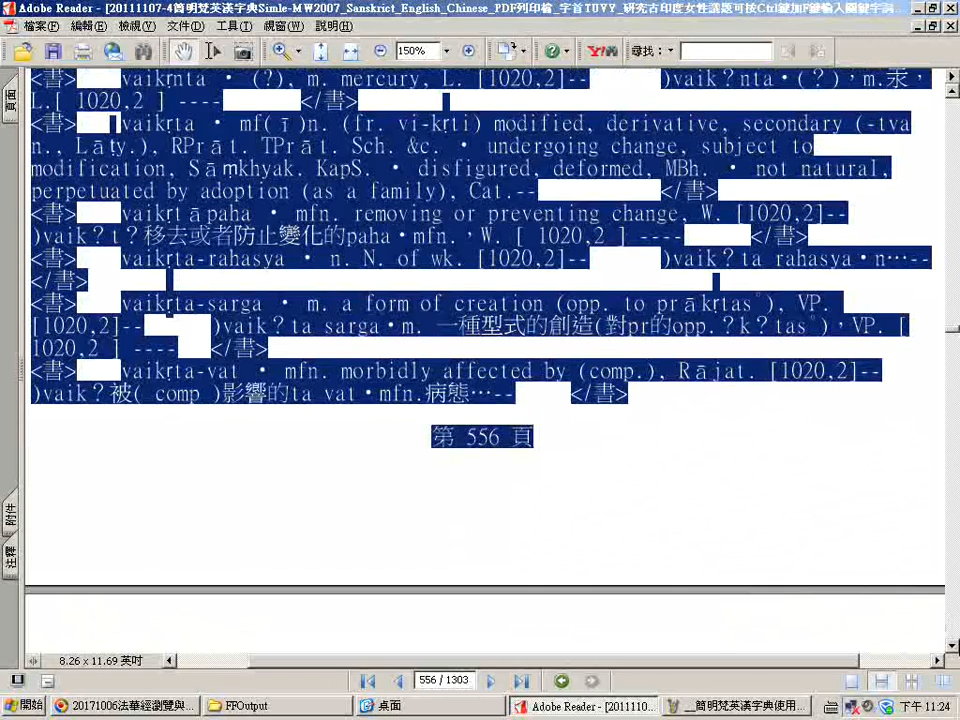 Adobe Reader - [20111107-4簡明梵英漢字典Simle-MW2007_Sanskrict_English_Chinese_PDF列印檔_字首TUVY_研究古印度女性議題可按Ctrl鍵加F鍵輸入關鍵字詞...
檔案(F) 編輯(E) 檢視(V) 文件(D) 工具(T) 視窗(W) 說明(H)
150% Y! 尋找:
頁面
<書> vaikṛnta · (?), m. mercury, L. [1020,2]-- )vaik？nta·(？)，m.汞，
L.[ 1020,2 ] ---- </書>
<書> vaikṛta · mf(ī)n. (fr. vi-kṛti) modified, derivative, secondary (-tva
n., Lāṭy.), RPrāt. TPrāt. Sch. &c. · undergoing change, subject to
modification, Sāṃkhyak. KapS. · disfigured, deformed, MBh. · not natural,
perpetuated by adoption (as a family), Cat.-- </書>
<書> vaikṛtāpaha · mfn. removing or preventing change, W. [1020,2]--
)vaik？t？移去或者防止變化的paha·mfn.，W. [ 1020,2 ] ---- </書>
<書> vaikṛta-rahasya · n. N. of wk. [1020,2]-- )vaik？ta rahasya·n…--
</書>
<書> vaikṛta-sarga · m. a form of creation (opp. to prākṛtas°), VP.
[1020,2]-- )vaik？ta sarga·m. 一種型式的創造(對pr的opp.？k？tas°)，VP. [
1020,2 ] ---- </書>
<書> vaikṛta-vat · mfn. morbidly affected by (comp.), Rājat. [1020,2]--
)vaik？被( comp )影響的ta vat·mfn.病態…-- </書>
第 556 頁
附件
注釋
8.26 x 11.69 英吋
556 / 1303
開始 20171006法華經瀏覽與... FFOutput 桌面 Adobe Reader - [201110... __簡明梵英漢字典使用... 下午 11:24